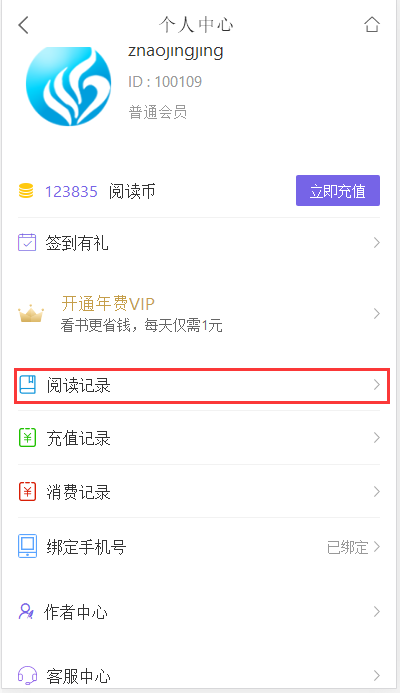 个人中心
zhaojingjing
ID : 100109
普通会员
123835 阅读币
立即充值
签到有礼
开通年费VIP
看书更省钱，每天仅需1元
阅读记录
充值记录
消费记录
绑定手机号
已绑定
作者中心
客服中心